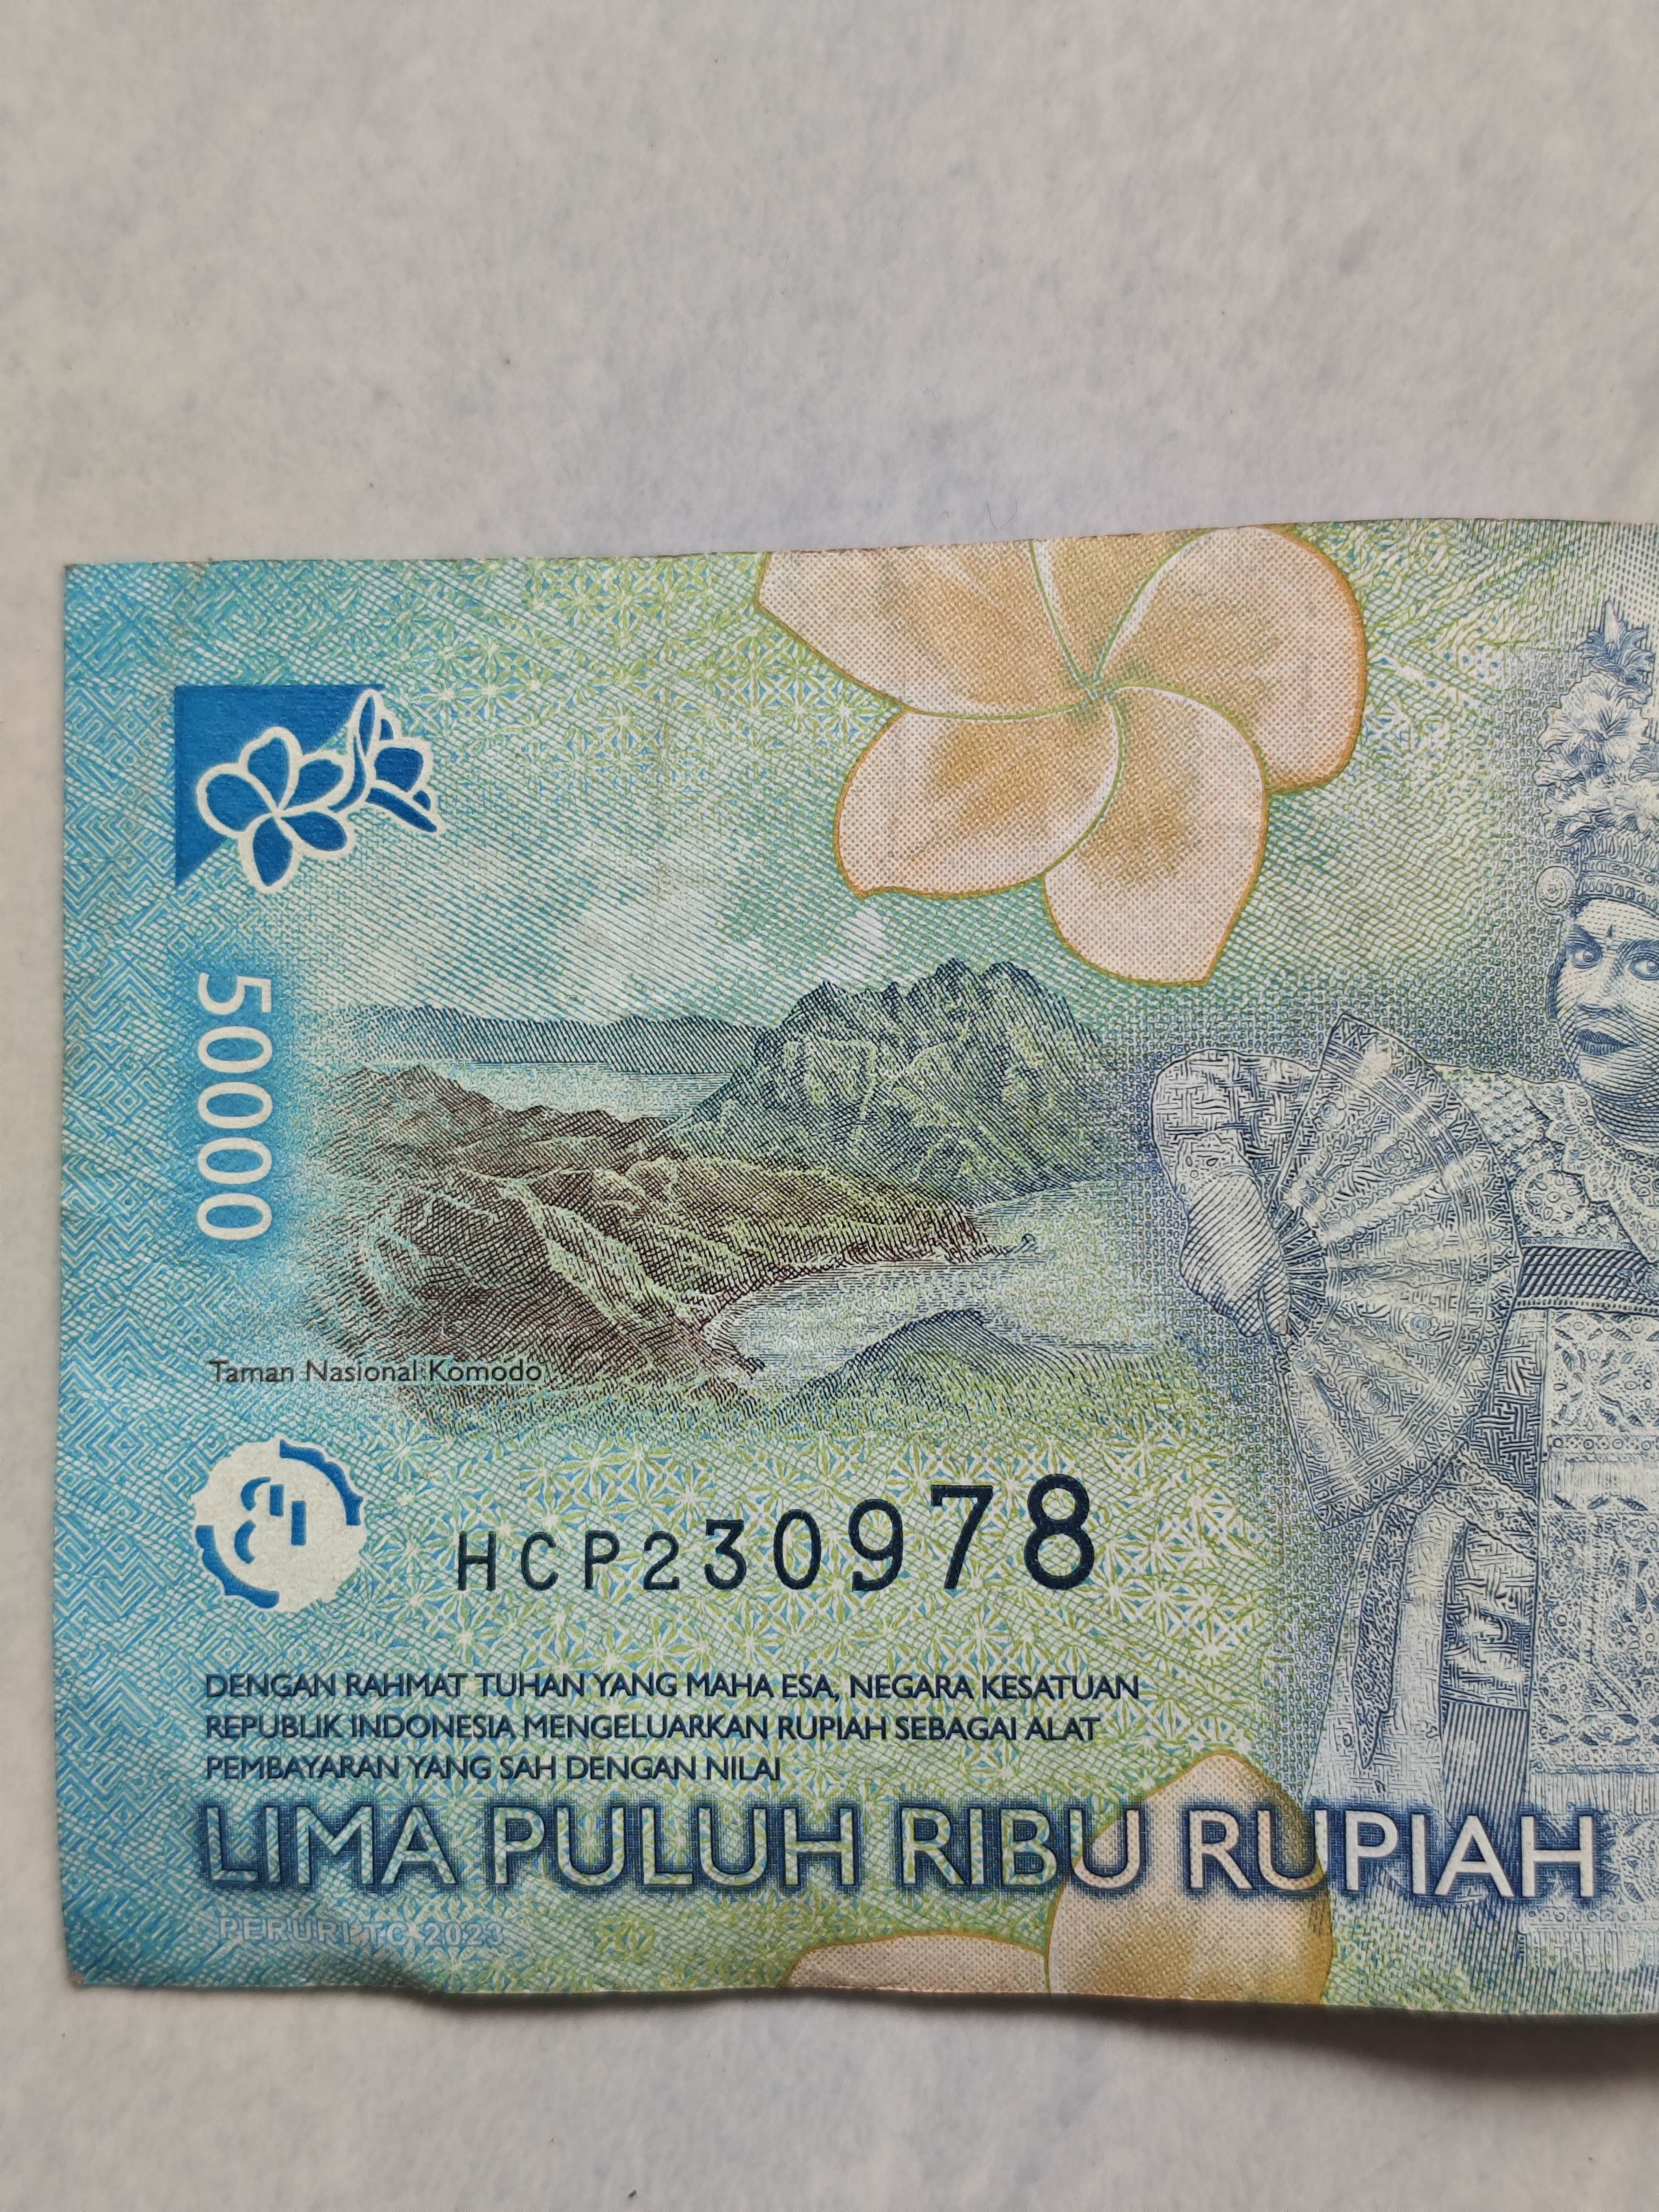 50000
Taman Nasional Komodo
HCP230978
DENGAN RAHMAT TUHAN YANG MAHA ESA, NEGARA KESATUAN
REPUBLIK INDONESIA MENGELUARKAN RUPIAH SEBAGAI ALAT
PEMBAYARAN YANG SAH DENGAN NILAI
LIMA PULUH RIBU RUPIAH
PERURI TC 2023